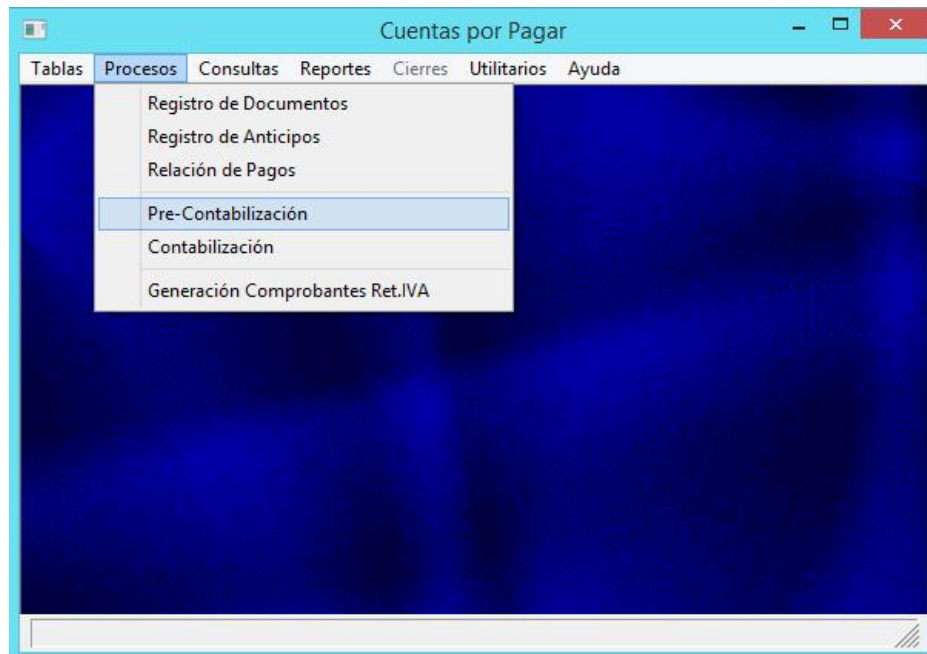 Cuentas por Pagar
Tablas Procesos Consultas Reportes Cierres Utilitarios Ayuda
Registro de Documentos
Registro de Anticipos
Relación de Pagos
Pre-Contabilización
Contabilización
Generación Comprobantes Ret.IVA